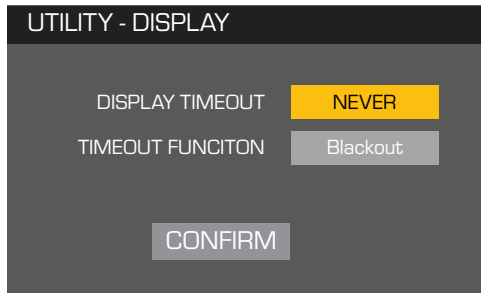 UTILITY - DISPLAY
DISPLAY TIMEOUT NEVER
TIMEOUT FUNCITON Blackout
CONFIRM